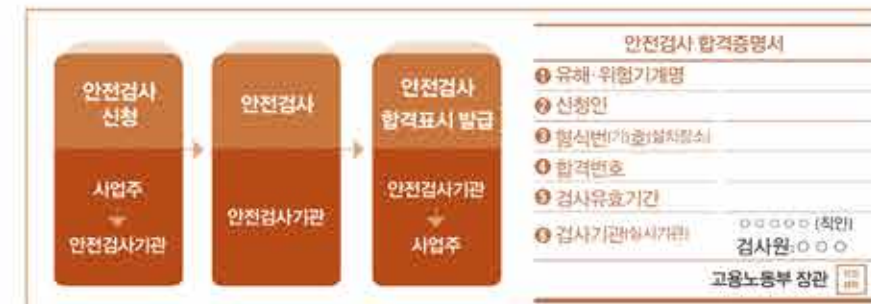 안전검사
신청
사업주
안전검사기관
안전검사
안전검사기관
안전검사
합격표시 발급
안전검사기관
사업주
안전검사 합격증명서
❶ 유해·위험기계명
❷ 신청인
❸ 형식번(기)호(설치장소)
❹ 합격번호
❺ 검사유효기간
❻ 검사기관(실시기관)
ㅇㅇㅇㅇㅇ (직인)
검사원:ㅇㅇㅇ
고용노동부 장관